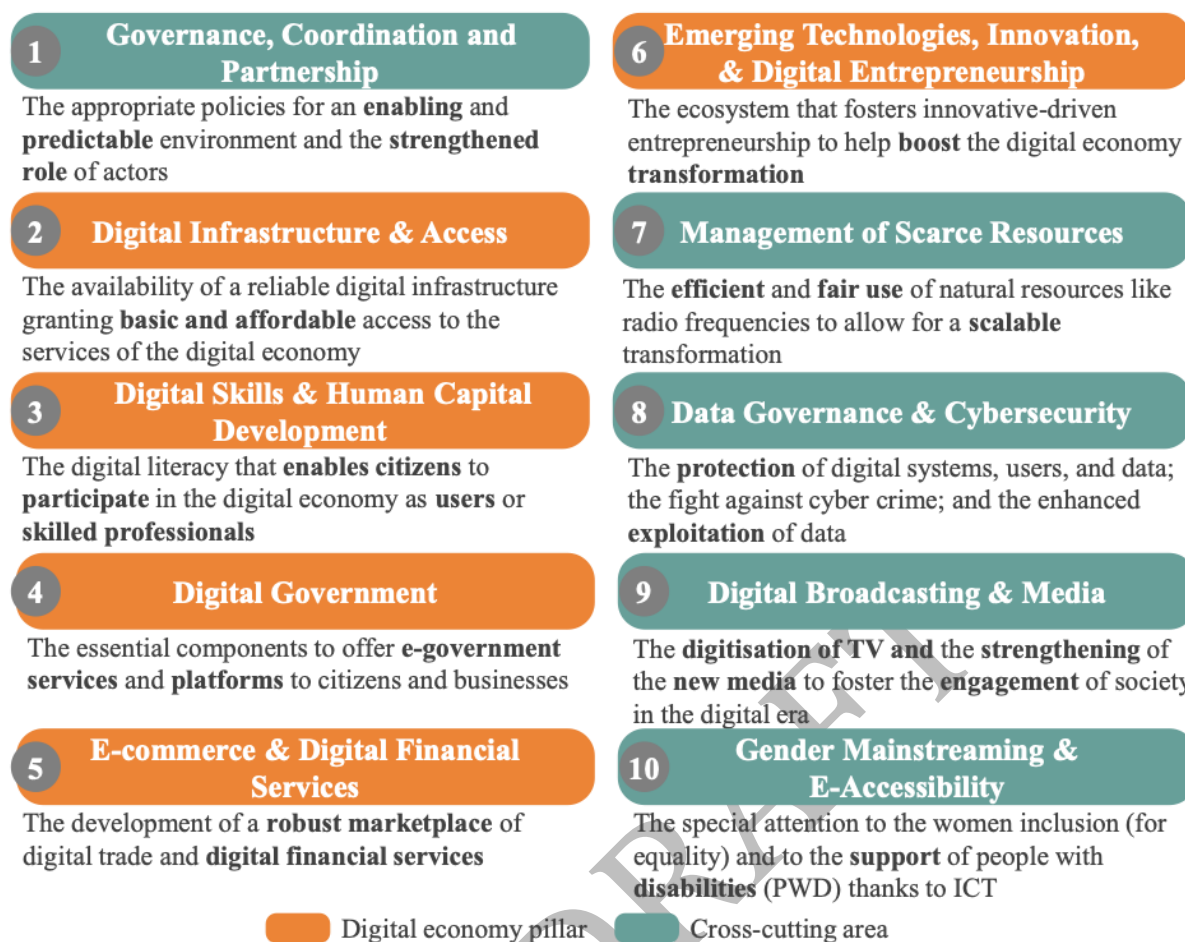 1
Governance, Coordination and
Partnership
The appropriate policies for an enabling and
predictable environment and the strengthened
role of actors
2
Digital Infrastructure & Access
The availability of a reliable digital infrastructure
granting basic and affordable access to the
services of the digital economy
3
Digital Skills & Human Capital
Development
The digital literacy that enables citizens to
participate in the digital economy as users or
skilled professionals
4
Digital Government
The essential components to offer e-government
services and platforms to citizens and businesses
5
E-commerce & Digital Financial
Services
The development of a robust marketplace of
digital trade and digital financial services
6
Emerging Technologies, Innovation,
& Digital Entrepreneurship
The ecosystem that fosters innovative-driven
entrepreneurship to help boost the digital economy
transformation
7
Management of Scarce Resources
The efficient and fair use of natural resources like
radio frequencies to allow for a scalable
transformation
8
Data Governance & Cybersecurity
The protection of digital systems, users, and data;
the fight against cyber crime; and the enhanced
exploitation of data
9
Digital Broadcasting & Media
The digitisation of TV and the strengthening of
the new media to foster the engagement of society
in the digital era
10
Gender Mainstreaming &
E-Accessibility
The special attention to the women inclusion (for
equality) and to the support of people with
disabilities (PWD) thanks to ICT
Digital economy pillar
Cross-cutting area
DRAFT